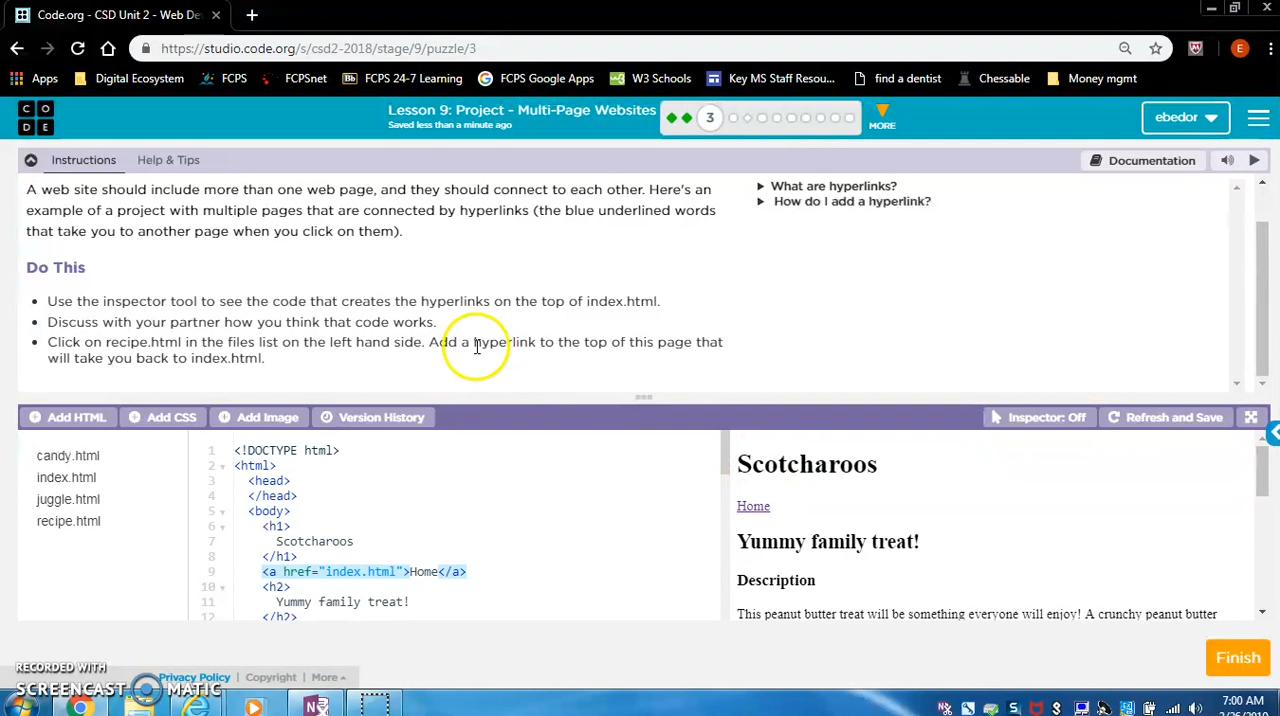 Code.org - CSD Unit 2 - Web De
https://studio.code.org/s/csd2-2018/stage/9/puzzle/3
E
Apps Digital Ecosystem FCPS FCPSnet Bb FCPS 24-7 Learning G FCPS Google Apps W3 Schools Key MS Staff Resou... find a dentist Chessable Money mgmt
C O D E
Lesson 9: Project - Multi-Page Websites
Saved less than a minute ago
3
MORE
ebedor
Instructions Help & Tips Documentation
A web site should include more than one web page, and they should connect to each other. Here's an
example of a project with multiple pages that are connected by hyperlinks (the blue underlined words
that take you to another page when you click on them).
What are hyperlinks?
How do I add a hyperlink?
Do This
Use the inspector tool to see the code that creates the hyperlinks on the top of index.html.
Discuss with your partner how you think that code works.
Click on recipe.html in the files list on the left hand side. Add a hyperlink to the top of this page that
will take you back to index.html.
Add HTML Add CSS Add Image Version History Inspector: Off Refresh and Save
candy.html
index.html
juggle.html
recipe.html
1 <!DOCTYPE html>
2 <html>
3 <head>
4 </head>
5 <body>
6 <h1>
7 Scotcharoos
8 </h1>
9 <a href="index.html">Home</a>
10 <h2>
11 Yummy family treat!
12 </h2>
Scotcharoos
Home
Yummy family treat!
Description
This peanut butter treat will be something everyone will enjoy! A crunchy peanut butter
Finish
RECORDED WITH
SCREENCAST MATIC
Privacy Policy Copyright More
7:00 AM